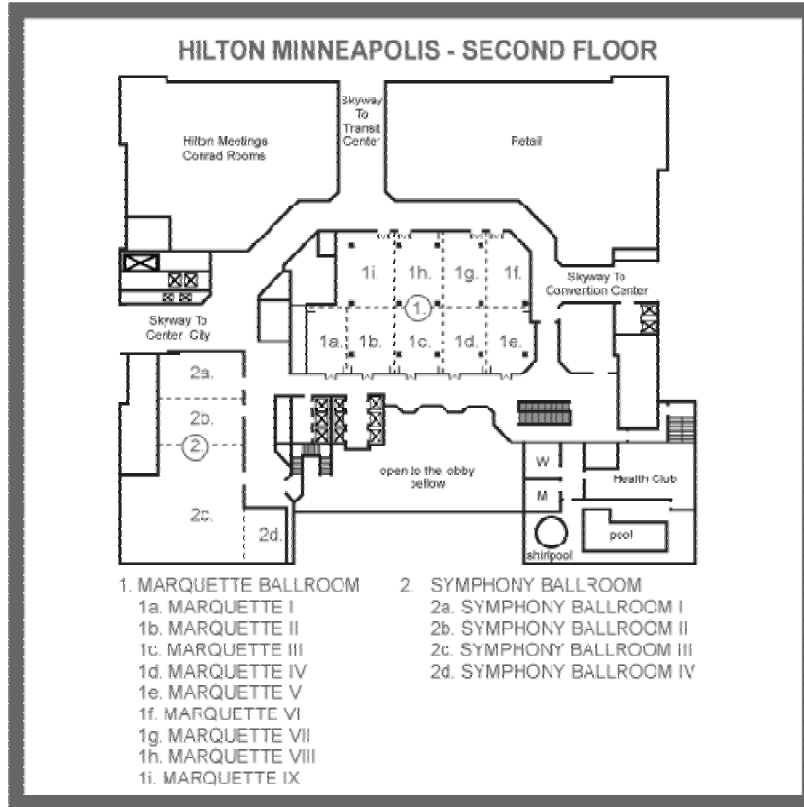 HILTON MINNEAPOLIS - SECOND FLOOR
Skyway
To
Transit
Center
Hilton Meetings
Conrad Rooms
Retail
Skyway To
Convention Center
1i.
1h.
1g.
1f.
1.
Skyway To
Center City
1a.
1b.
1c.
1d.
1e.
2a.
2b.
2.
2c.
2d.
open to the lobby
bellow
W
M
Health Club
pool
shirlpool
1. MARQUETTE BALLROOM
1a. MARQUETTE I
1b. MARQUETTE II
1c. MARQUETTE III
1d. MARQUETTE IV
1e. MARQUETTE V
1f. MARQUETTE VI
1g. MARQUETTE VII
1h. MARQUETTE VIII
1i. MARQUETTE IX
2. SYMPHONY BALLROOM
2a. SYMPHONY BALLROOM I
2b. SYMPHONY BALLROOM II
2c. SYMPHONY BALLROOM III
2d. SYMPHONY BALLROOM IV